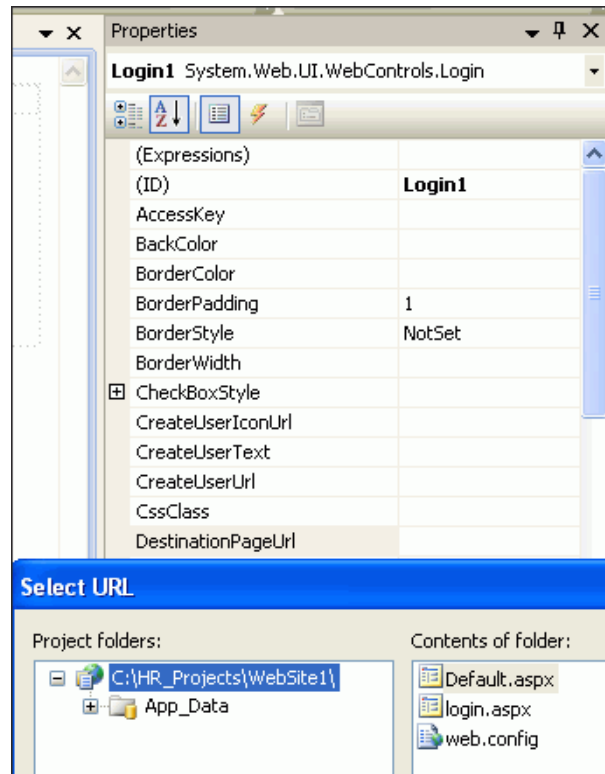 Properties
Login1 System.Web.UI.WebControls.Login
A
Z
(Expressions)
(ID) Login1
AccessKey
BackColor
BorderColor
BorderPadding 1
BorderStyle NotSet
BorderWidth
CheckBoxStyle
CreateUserIconUrl
CreateUserText
CreateUserUrl
CssClass
DestinationPageUrl
Select URL
Project folders: Contents of folder:
C:\HR_Projects\WebSite1\ Default.aspx
App_Data login.aspx
web.config